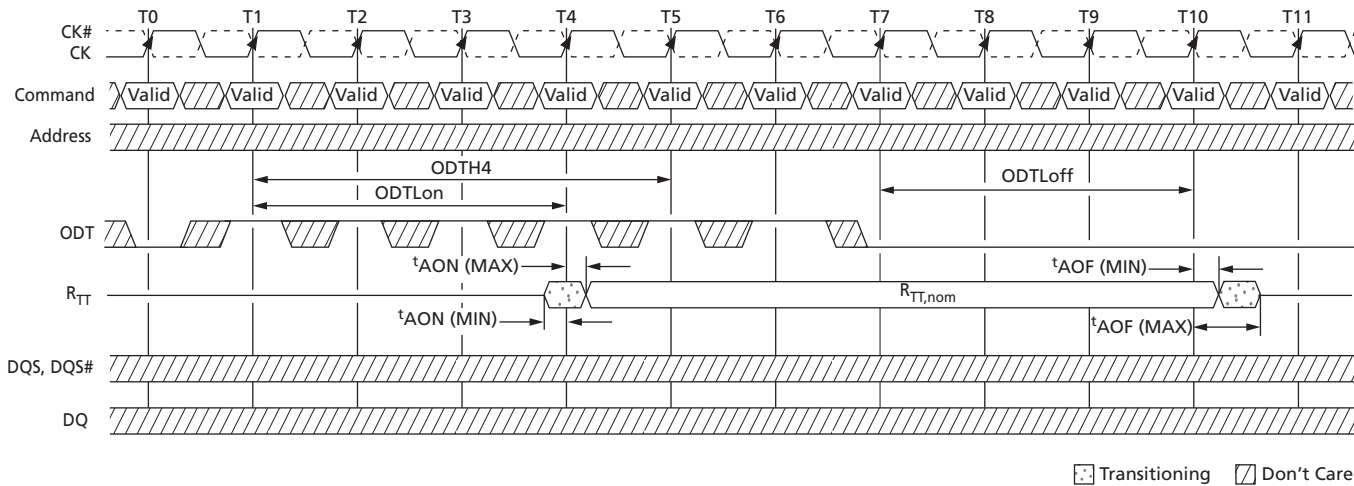 T0 T1 T2 T3 T4 T5 T6 T7 T8 T9 T10 T11
CK#
CK
Command Valid Valid Valid Valid Valid Valid Valid Valid Valid Valid Valid Valid
Address
ODTH4
ODTLoff
ODTLon
ODT
tAON (MAX) tAOF (MIN)
RTT RTT,nom
tAON (MIN) tAOF (MAX)
DQS, DQS#
DQ
Transitioning Don't Care